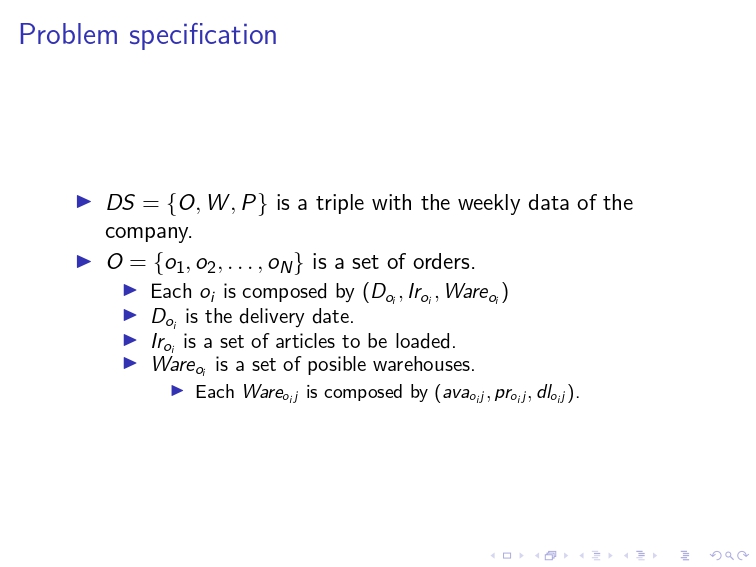 Problem specification
▶ DS = {O, W, P} is a triple with the weekly data of the
company.
▶ O = {o₁, o₂, . . . , o_N} is a set of orders.
▶ Each o_i is composed by (D_{o_i}, Ir_{o_i}, Ware_{o_i})
▶ D_{o_i} is the delivery date.
▶ Ir_{o_i} is a set of articles to be loaded.
▶ Ware_{o_i} is a set of posible warehouses.
▶ Each Ware_{o_i j} is composed by (ava_{o_i j}, pr_{o_i j}, dl_{o_i j}).